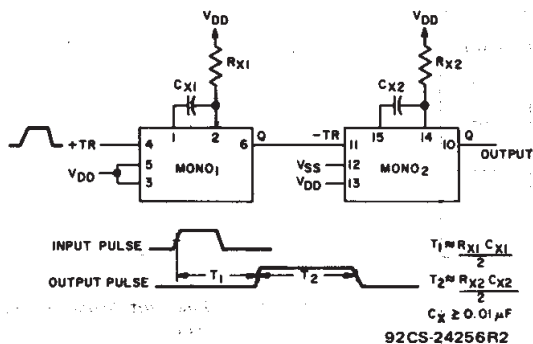 VDD
VDD
RX1
RX2
CX1
CX2
1
2
15
14
+TR
4
6
Q
-TR
11
10
Q
OUTPUT
5
3
VDD
MONO1
VSS
12
VDD
13
MONO2
INPUT PULSE
T1
T2
OUTPUT PULSE
T1≈ RX1 CX1
2
T2≈ RX2 CX2
2
CX ≥ 0.01 μF
92CS-24256R2